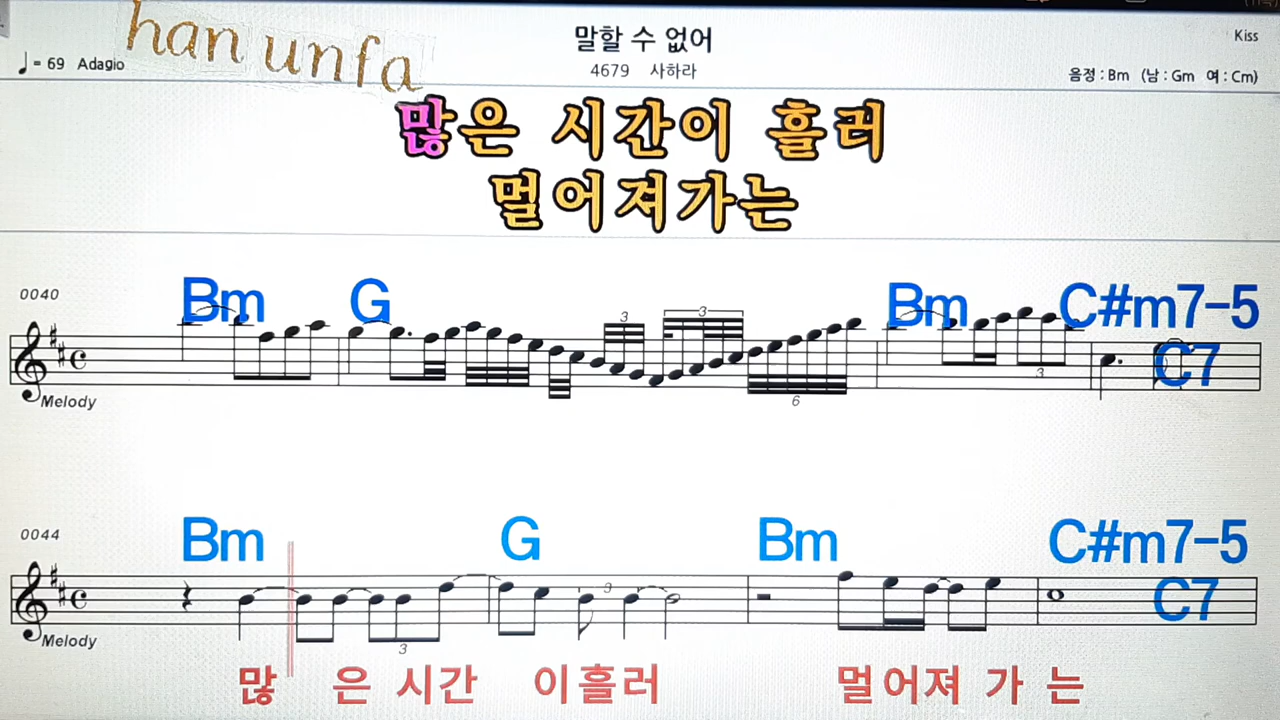 han unfa
말할 수 없어
Kiss
♩= 69 Adagio
4679 사하라
음정 : Bm (남 : Gm 여 : Cm)
많은 시간이 흘러
멀어져가는
0040
Bm G Bm C#m7-5
C7
3 3 3
6
Melody
0044
Bm G Bm C#m7-5
C7
3 3
Melody
많 은 시간 이흘러 멀어져 가 는